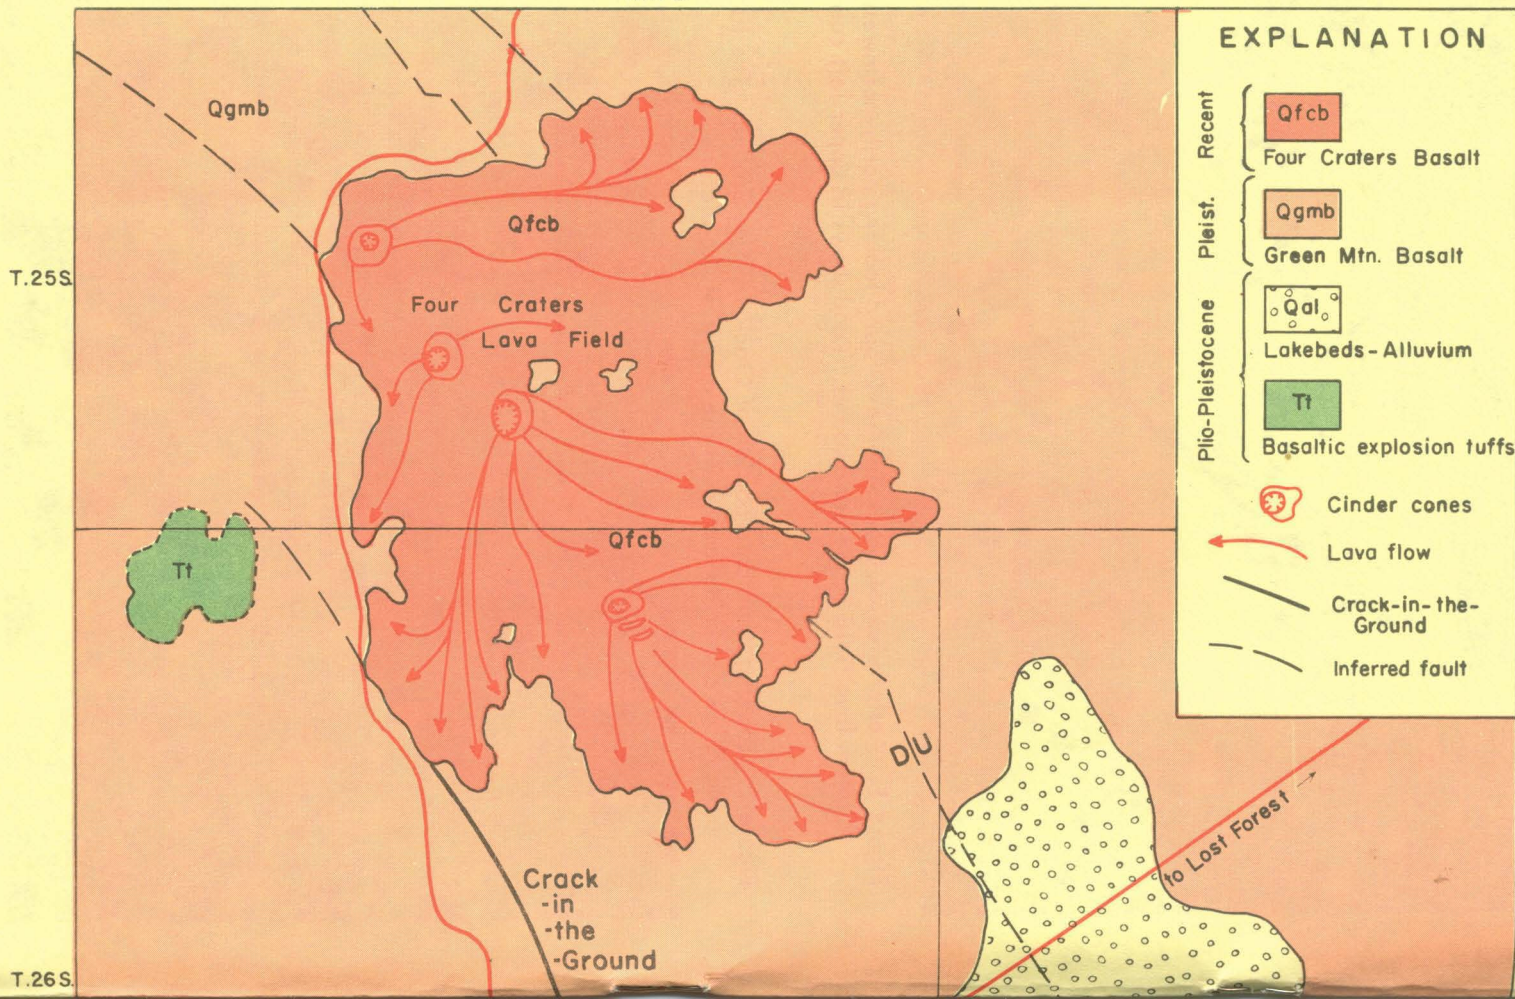 EXPLANATION
Recent
Qfcb
Four Craters Basalt
Pleist.
Qgmb
Green Mtn. Basalt
Plio-Pleistocene
Qal
Lakebeds-Alluvium
Tt
Basaltic explosion tuffs
Cinder cones
Lava flow
Crack-in-the-
Ground
Inferred fault
Qgmb
Qfcb
T.25S.
Four Craters
Lava Field
Qfcb
Tt
D U
to Lost Forest →
Crack
-in
-the
-Ground
T.26S.